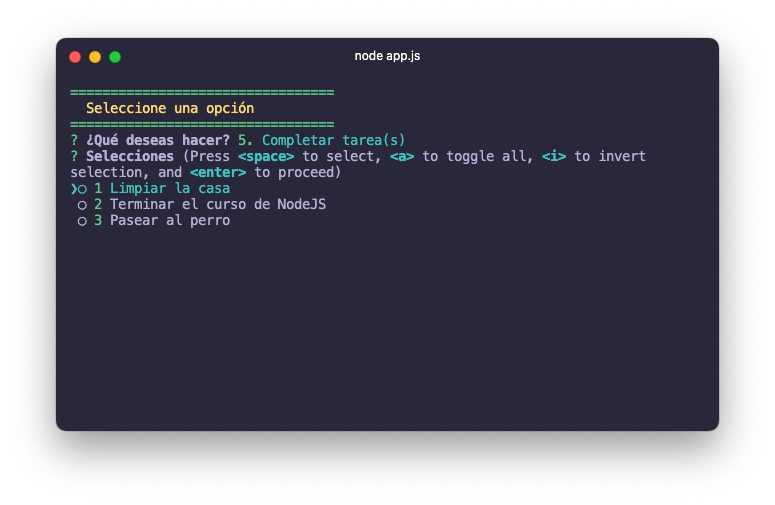 node app.js
=================================
Seleccione una opción
=================================
? ¿Qué deseas hacer? 5. Completar tarea(s)
? Selecciones (Press <space> to select, <a> to toggle all, <i> to invert
selection, and <enter> to proceed)
❯◯ 1 Limpiar la casa
◯ 2 Terminar el curso de NodeJS
◯ 3 Pasear al perro